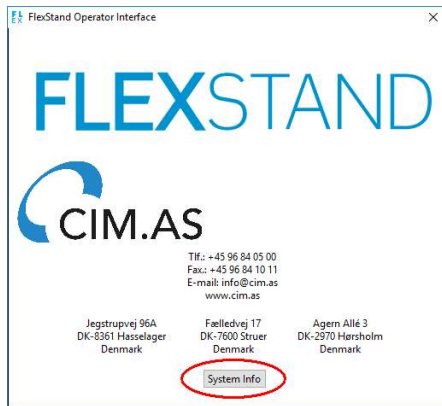 FL
EX
FlexStand Operator Interface
FLEXSTAND
CIM.AS
Tlf.: +45 96 84 05 00
Fax.: +45 96 84 10 11
E-mail: info@cim.as
www.cim.as
Jegstrupvej 96A
DK-8361 Hasselager
Denmark
Fælledvej 17
DK-7600 Struer
Denmark
Agern Allé 3
DK-2970 Hørsholm
Denmark
System Info